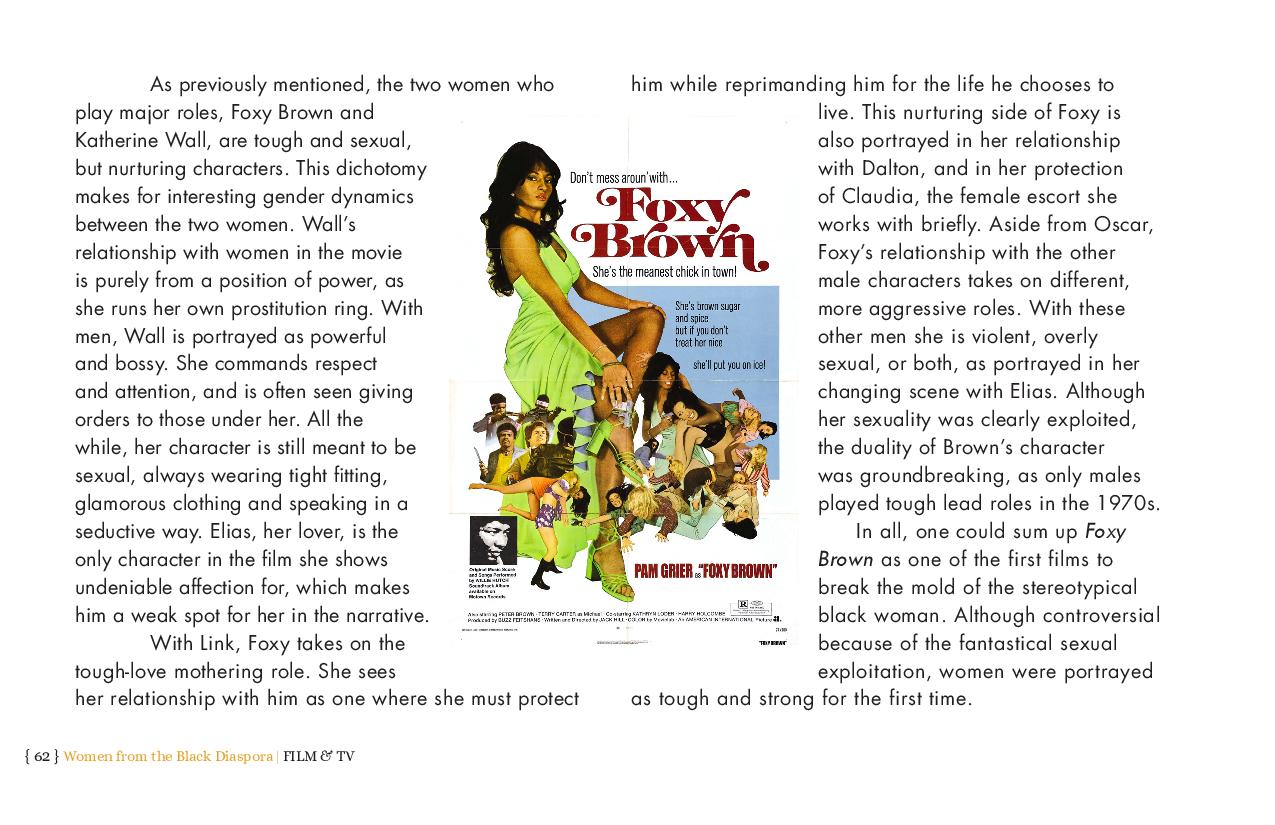 As previously mentioned, the two women who
play major roles, Foxy Brown and
Katherine Wall, are tough and sexual,
but nurturing characters. This dichotomy
makes for interesting gender dynamics
between the two women. Wall's
relationship with women in the movie
is purely from a position of power, as
she runs her own prostitution ring. With
men, Wall is portrayed as powerful
and bossy. She commands respect
and attention, and is often seen giving
orders to those under her. All the
while, her character is still meant to be
sexual, always wearing tight fitting,
glamorous clothing and speaking in a
seductive way. Elias, her lover, is the
only character in the film she shows
undeniable affection for, which makes
him a weak spot for her in the narrative.
With Link, Foxy takes on the
tough-love mothering role. She sees
her relationship with him as one where she must protect
Don't mess aroun' with...
Foxy
Brown
She's the meanest chick in town!
She's brown sugar
and spice
but if you don't
treat her nice
she'll put you on ice!
Original Music Score
and Songs Performed
by WILLIE HUTCH
Soundtrack Album
available on
Motown Records
PAM GRIER as "FOXY BROWN"
Also starring PETER BROWN · TERRY CARTER as Michael · Co-starring KATHRYN LODER · HARRY HOLCOMBE
Produced by BUZZ FEITSHANS · Written and Directed by JACK HILL · COLOR by Movielab · An AMERICAN INTERNATIONAL Picture
R
"FOXY BROWN"
him while reprimanding him for the life he chooses to
live. This nurturing side of Foxy is
also portrayed in her relationship
with Dalton, and in her protection
of Claudia, the female escort she
works with briefly. Aside from Oscar,
Foxy's relationship with the other
male characters takes on different,
more aggressive roles. With these
other men she is violent, overly
sexual, or both, as portrayed in her
changing scene with Elias. Although
her sexuality was clearly exploited,
the duality of Brown's character
was groundbreaking, as only males
played tough lead roles in the 1970s.
In all, one could sum up Foxy
Brown as one of the first films to
break the mold of the stereotypical
black woman. Although controversial
because of the fantastical sexual
exploitation, women were portrayed
as tough and strong for the first time.
{ 62 } Women from the Black Diaspora | FILM & TV